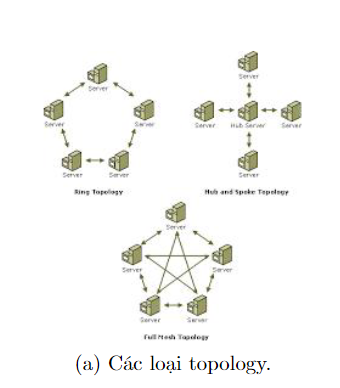 Server
Server
Server
Server
Server
Ring Topology
Server
Server
Hub Server
Server
Server
Hub and Spoke Topology
Server
Server
Server
Server
Server
Full Mesh Topology
(a) Các loại topology.